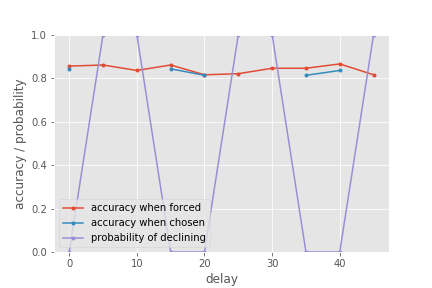 1.0
0.8
0.6
0.4
0.2
0.0
accuracy / probability
accuracy when forced
accuracy when chosen
probability of declining
0 10 20 30 40
delay